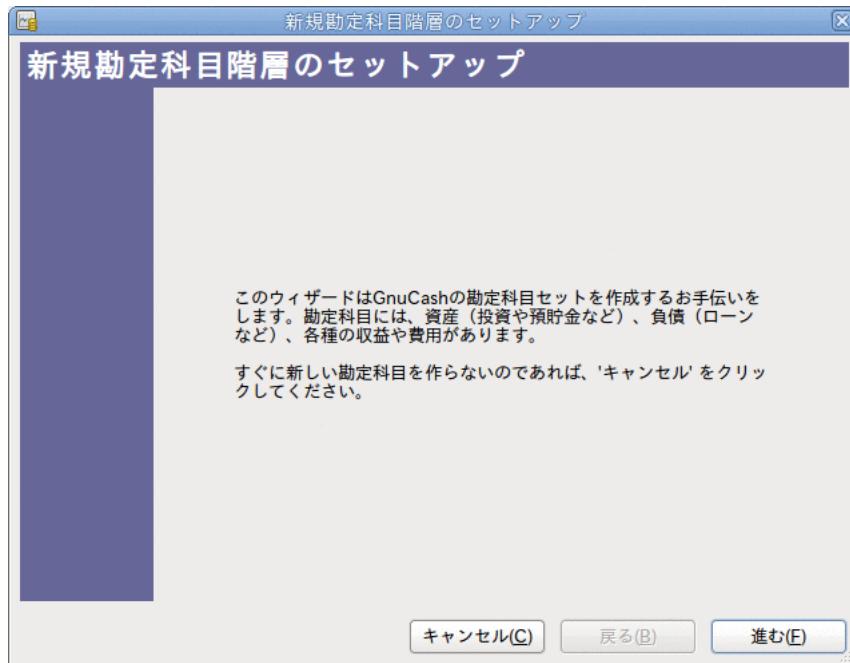 新規勘定科目階層のセットアップ
新規勘定科目階層のセットアップ
このウィザードはGnuCashの勘定科目セットを作成するお手伝いを
します。勘定科目には、資産（投資や預貯金など）、負債（ローン
など）、各種の収益や費用があります。
すぐに新しい勘定科目を作らないのであれば、'キャンセル' をクリッ
クしてください。
キャンセル(C) 戻る(B) 進む(F)